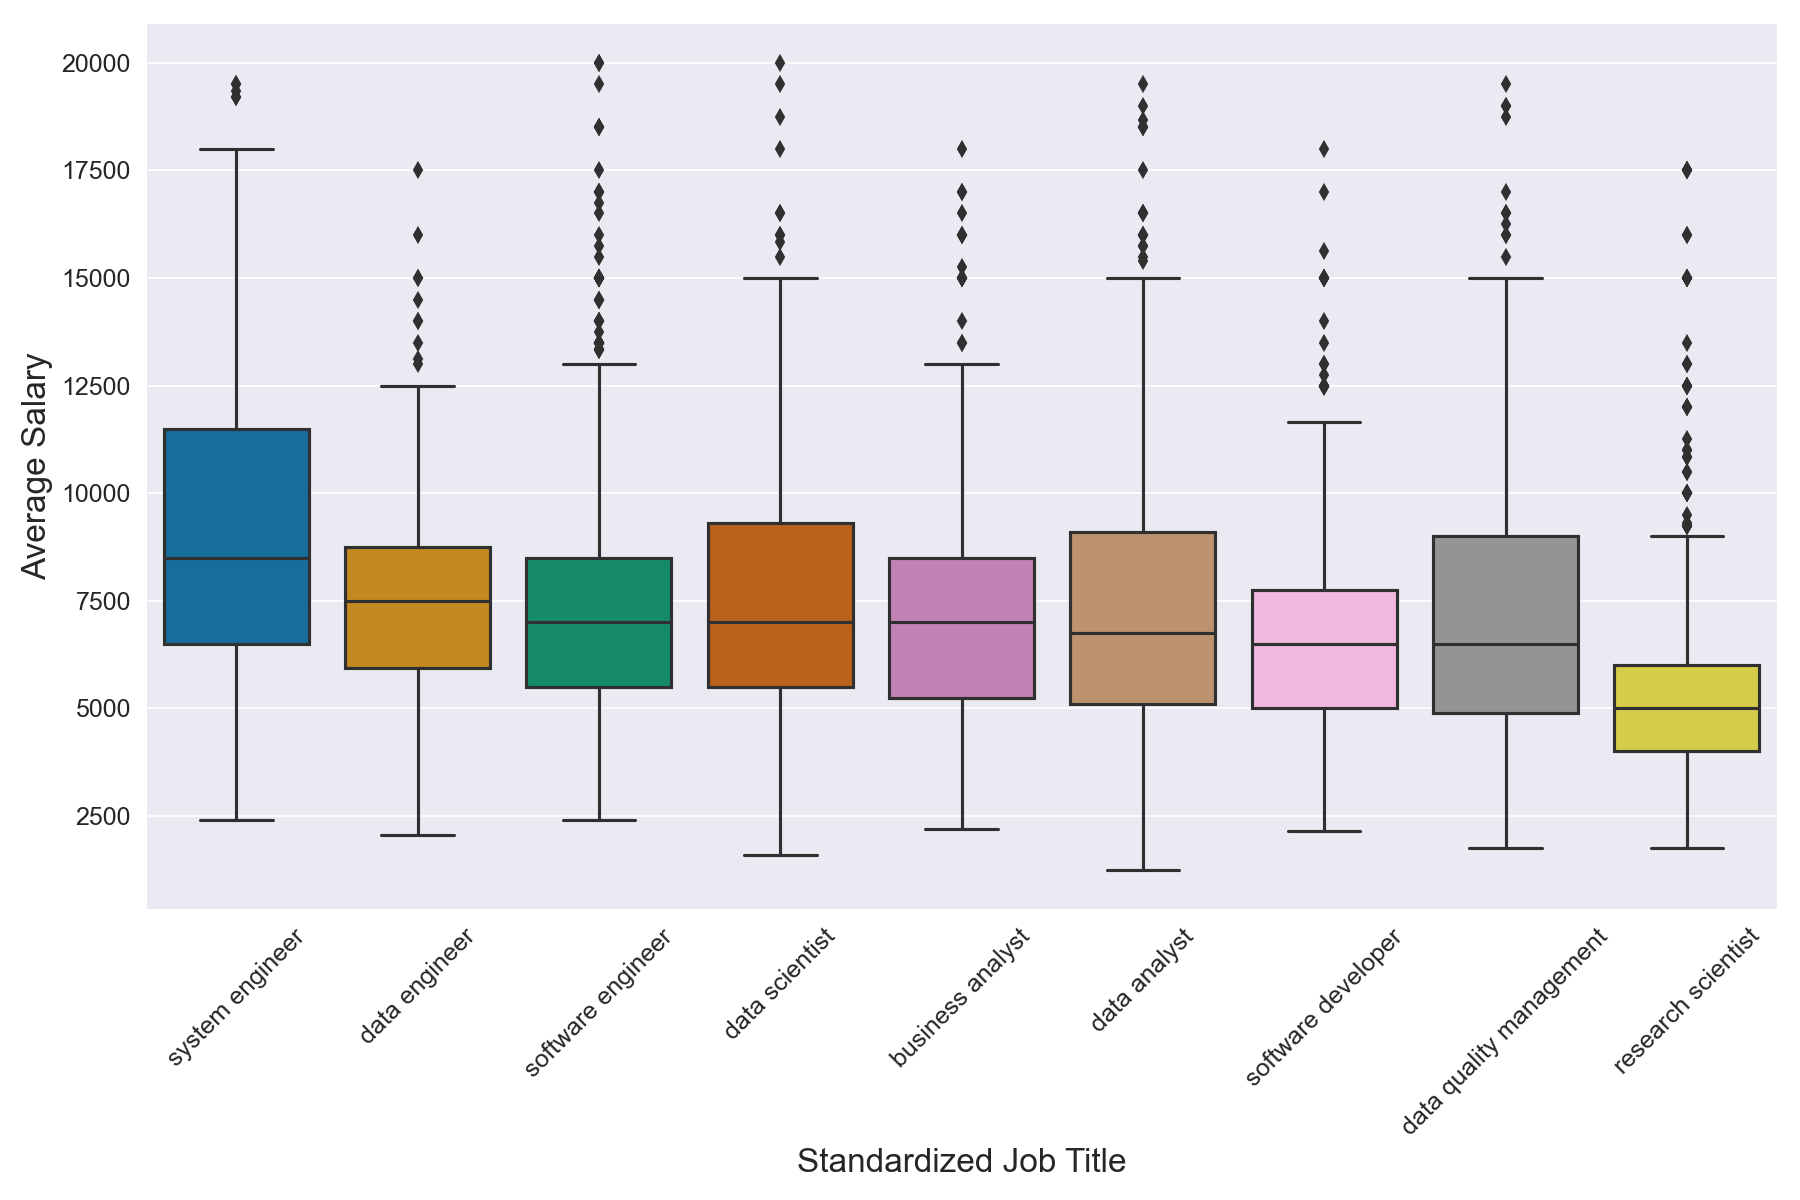 Average Salary
20000
17500
15000
12500
10000
7500
5000
2500
system engineer
data engineer
software engineer
data scientist
business analyst
data analyst
software developer
data quality management
research scientist
Standardized Job Title